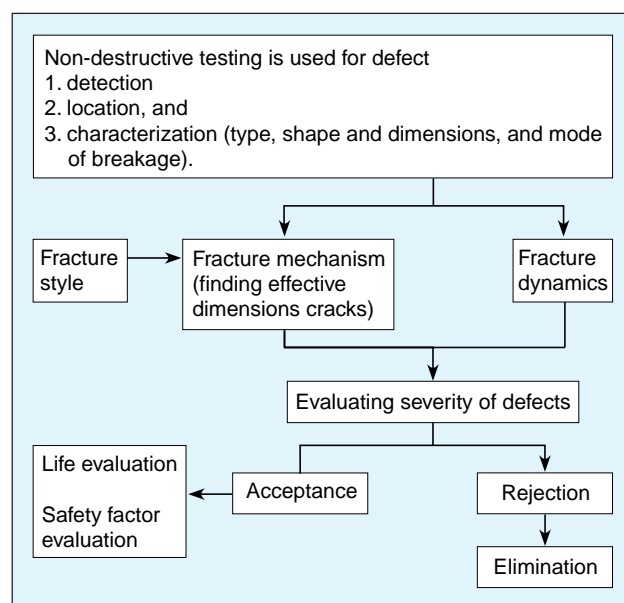 Non-destructive testing is used for defect
1. detection
2. location, and
3. characterization (type, shape and dimensions, and mode
of breakage).
Fracture
style
Fracture mechanism
(finding effective
dimensions cracks)
Fracture
dynamics
Evaluating severity of defects
Life evaluation
Safety factor
evaluation
Acceptance
Rejection
Elimination